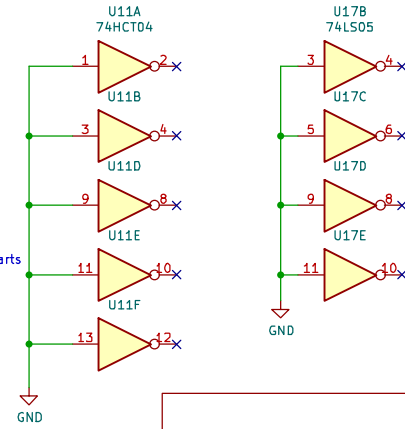 U11A
74HCT04
1 2
U11B
3 4
U11D
9 8
U11E
11 10
U11F
13 12
GND
arts
U17B
74LS05
3 4
U17C
5 6
U17D
9 8
U17E
11 10
GND